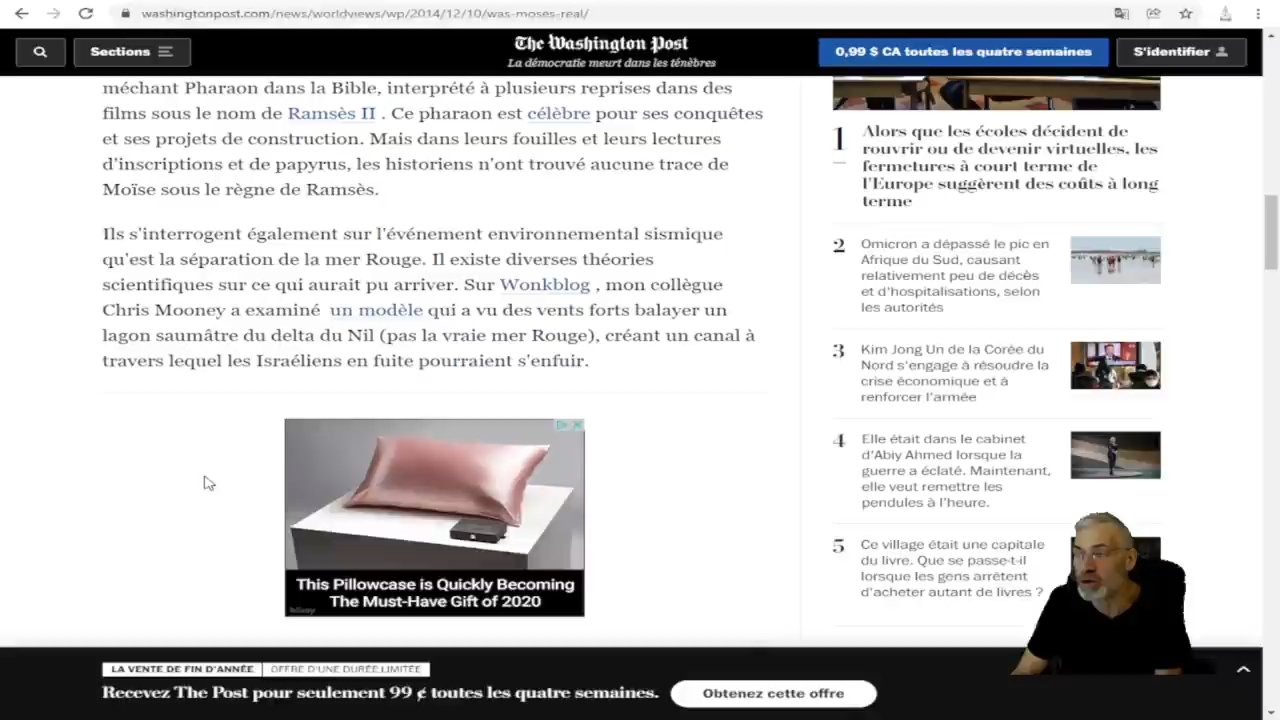 washingtonpost.com/news/worldviews/wp/2014/12/10/was-moses-real/
Sections
The Washington Post
La démocratie meurt dans les ténèbres
0,99 $ CA toutes les quatre semaines
S'identifier
méchant Pharaon dans la Bible, interprété à plusieurs reprises dans des
films sous le nom de Ramsès II . Ce pharaon est célèbre pour ses conquêtes
et ses projets de construction. Mais dans leurs fouilles et leurs lectures
d'inscriptions et de papyrus, les historiens n'ont trouvé aucune trace de
Moïse sous le règne de Ramsès.
Ils s'interrogent également sur l'événement environnemental sismique
qu'est la séparation de la mer Rouge. Il existe diverses théories
scientifiques sur ce qui aurait pu arriver. Sur Wonkblog , mon collègue
Chris Mooney a examiné un modèle qui a vu des vents forts balayer un
lagon saumâtre du delta du Nil (pas la vraie mer Rouge), créant un canal à
travers lequel les Israéliens en fuite pourraient s'enfuir.
This Pillowcase is Quickly Becoming
The Must-Have Gift of 2020
1
Alors que les écoles décident de
rouvrir ou de devenir virtuelles, les
fermetures à court terme de
l'Europe suggèrent des coûts à long
terme
2
Omicron a dépassé le pic en
Afrique du Sud, causant
relativement peu de décès
et d'hospitalisations, selon
les autorités
3
Kim Jong Un de la Corée du
Nord s'engage à résoudre la
crise économique et à
renforcer l'armée
4
Elle était dans le cabinet
d'Abiy Ahmed lorsque la
guerre a éclaté. Maintenant,
elle veut remettre les
pendules à l'heure.
5
Ce village était une capitale
du livre. Que se passe-t-il
lorsque les gens arrêtent
d'acheter autant de livres ?
LA VENTE DE FIN D'ANNÉE
OFFRE D'UNE DURÉE LIMITÉE
Recevez The Post pour seulement 99 ¢ toutes les quatre semaines.
Obtenez cette offre